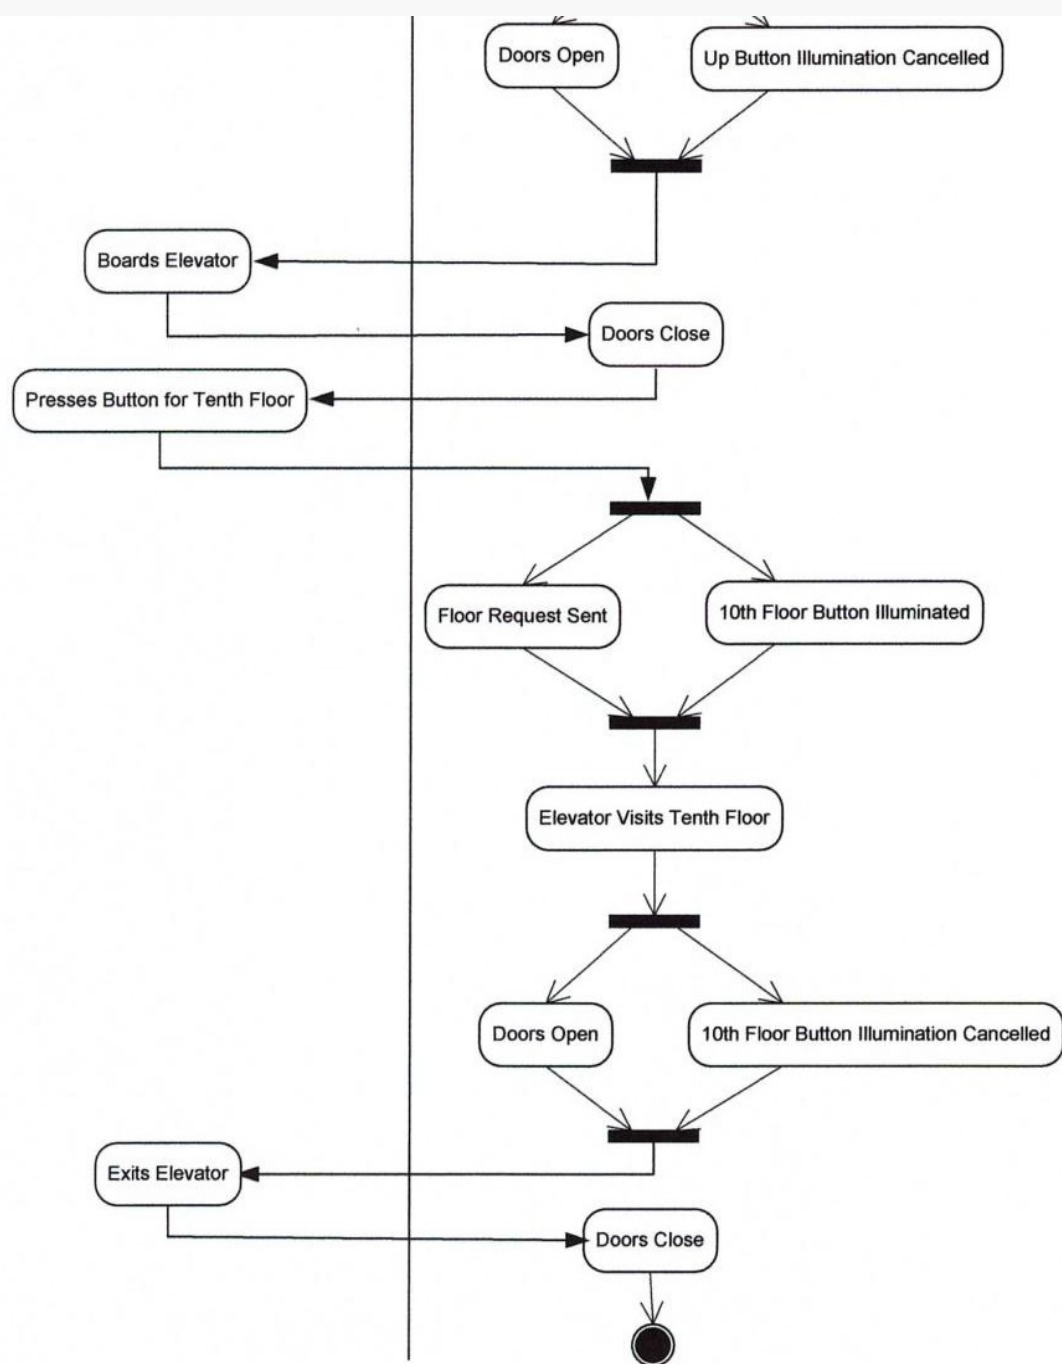 Doors Open
Up Button Illumination Cancelled
Boards Elevator
Doors Close
Presses Button for Tenth Floor
Floor Request Sent
10th Floor Button Illuminated
Elevator Visits Tenth Floor
Doors Open
10th Floor Button Illumination Cancelled
Exits Elevator
Doors Close